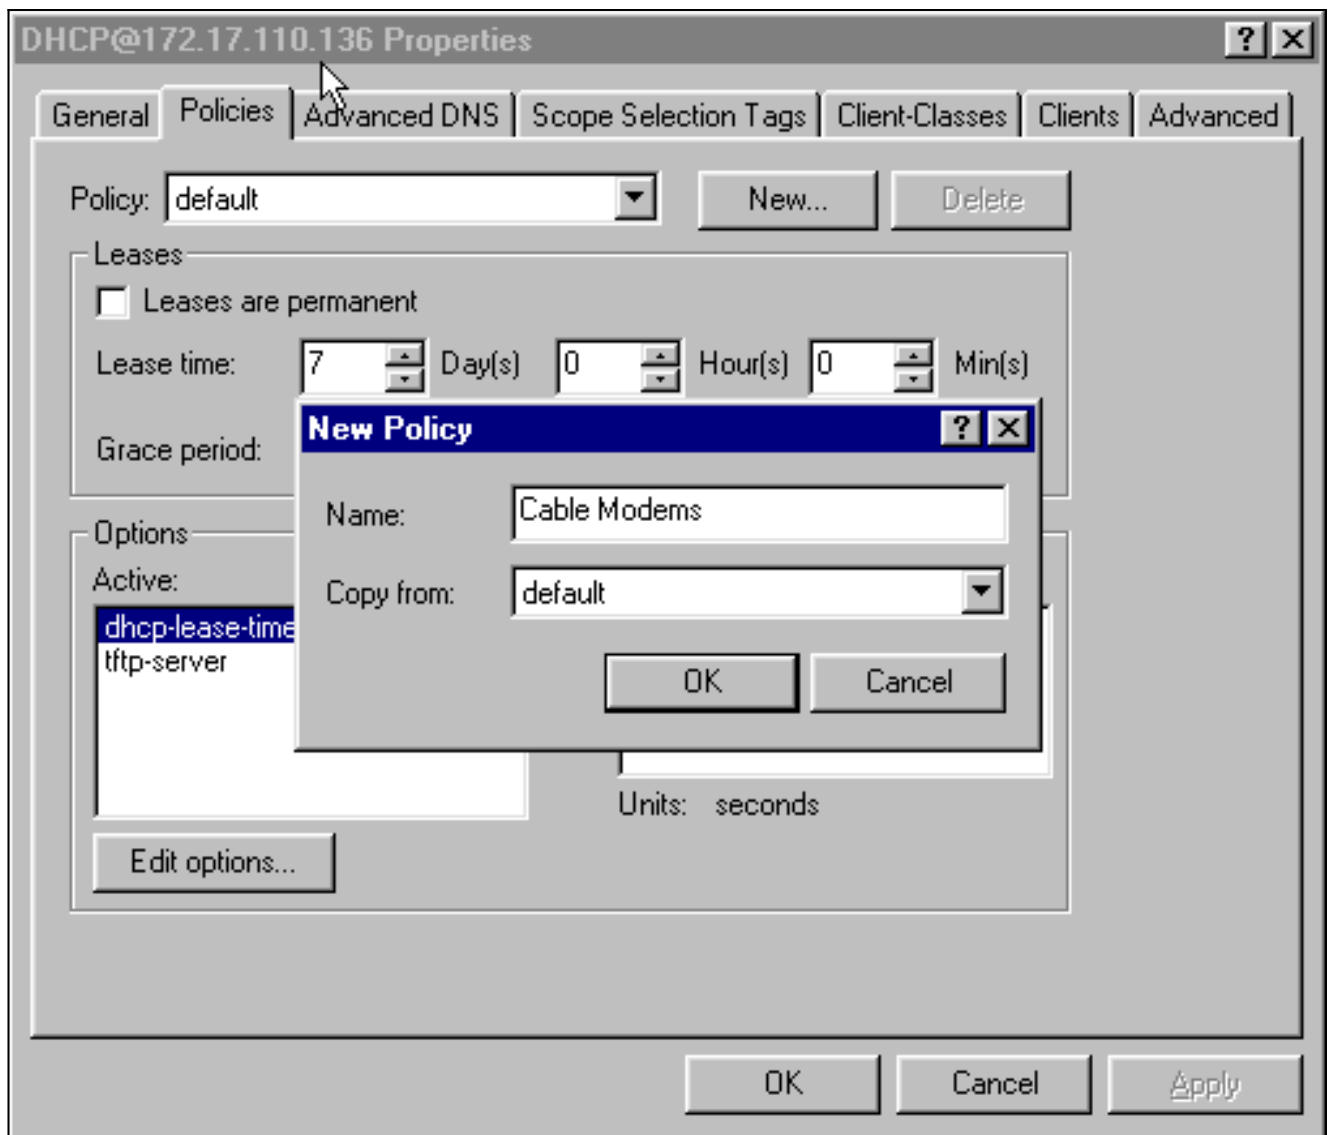 DHCP@172.17.110.136 Properties
General Policies Advanced DNS Scope Selection Tags Client-Classes Clients Advanced
Policy: default New... Delete
Leases
Leases are permanent
Lease time: 7 Day(s) 0 Hour(s) 0 Min(s)
Grace period:
New Policy
Name: Cable Modems
Copy from: default
OK Cancel
Options
Active:
dhcp-lease-time
tftp-server
Units: seconds
Edit options...
OK Cancel Apply